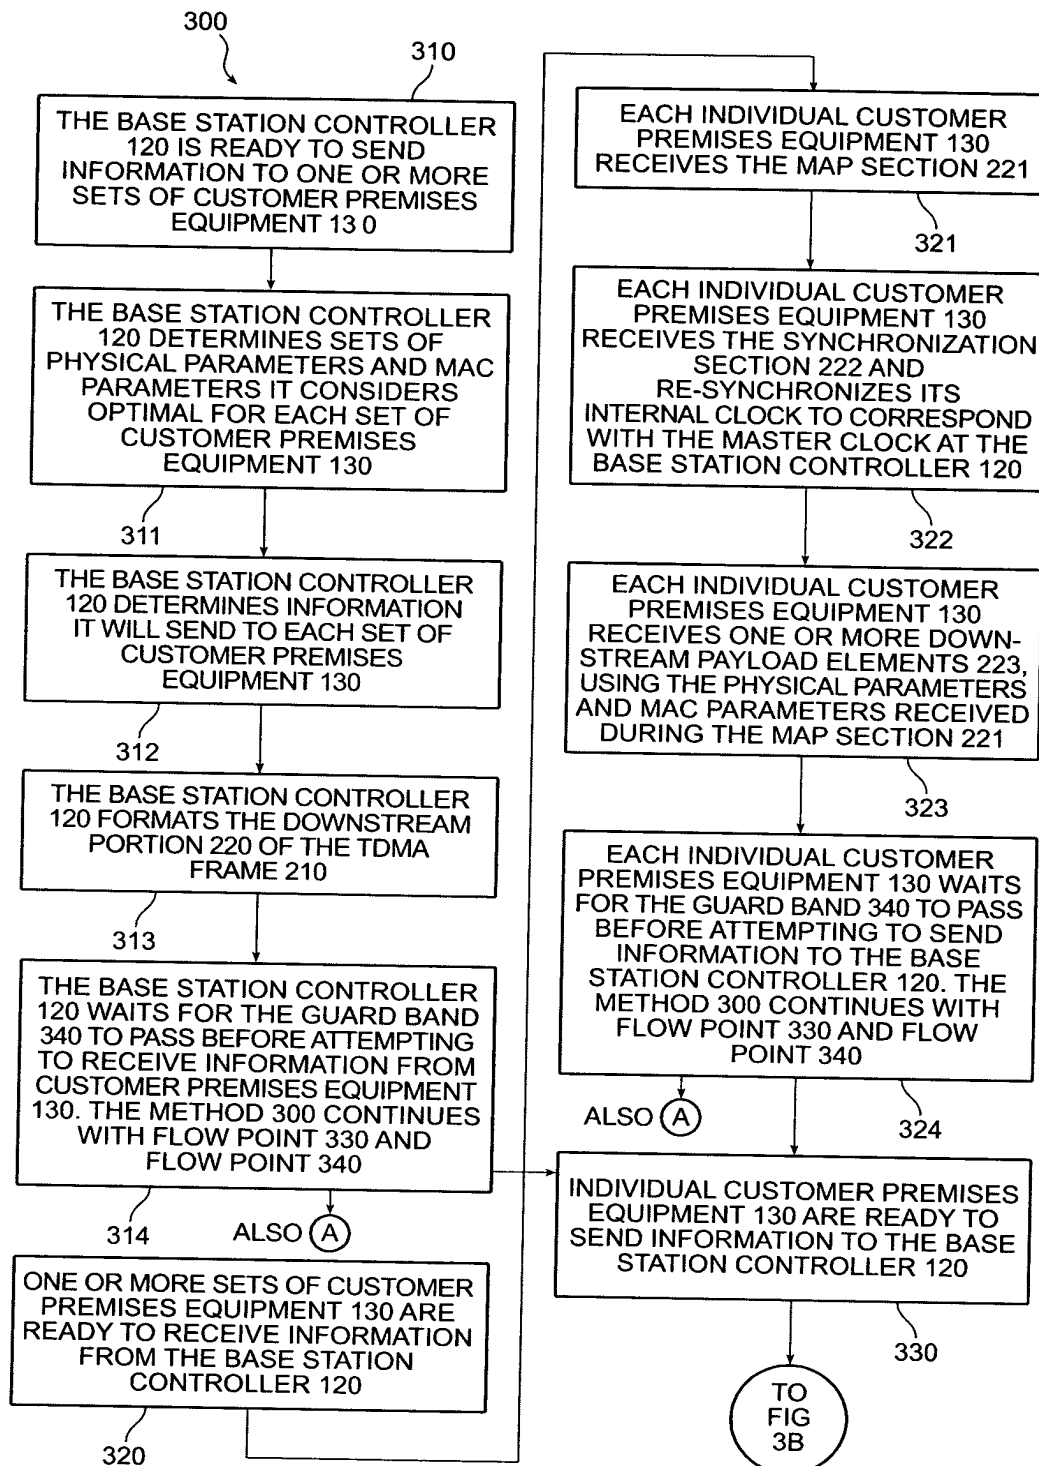 300
310
THE BASE STATION CONTROLLER
120 IS READY TO SEND
INFORMATION TO ONE OR MORE
SETS OF CUSTOMER PREMISES
EQUIPMENT 13 0
THE BASE STATION CONTROLLER
120 DETERMINES SETS OF
PHYSICAL PARAMETERS AND MAC
PARAMETERS IT CONSIDERS
OPTIMAL FOR EACH SET OF
CUSTOMER PREMISES
EQUIPMENT 130
311
THE BASE STATION CONTROLLER
120 DETERMINES INFORMATION
IT WILL SEND TO EACH SET OF
CUSTOMER PREMISES
EQUIPMENT 130
312
THE BASE STATION CONTROLLER
120 FORMATS THE DOWNSTREAM
PORTION 220 OF THE TDMA
FRAME 210
313
THE BASE STATION CONTROLLER
120 WAITS FOR THE GUARD BAND
340 TO PASS BEFORE ATTEMPTING
TO RECEIVE INFORMATION FROM
CUSTOMER PREMISES EQUIPMENT
130. THE METHOD 300 CONTINUES
WITH FLOW POINT 330 AND
FLOW POINT 340
314
ALSO A
ONE OR MORE SETS OF CUSTOMER
PREMISES EQUIPMENT 130 ARE
READY TO RECEIVE INFORMATION
FROM THE BASE STATION
CONTROLLER 120
320
EACH INDIVIDUAL CUSTOMER
PREMISES EQUIPMENT 130
RECEIVES THE MAP SECTION 221
321
EACH INDIVIDUAL CUSTOMER
PREMISES EQUIPMENT 130
RECEIVES THE SYNCHRONIZATION
SECTION 222 AND
RE-SYNCHRONIZES ITS
INTERNAL CLOCK TO CORRESPOND
WITH THE MASTER CLOCK AT THE
BASE STATION CONTROLLER 120
322
EACH INDIVIDUAL CUSTOMER
PREMISES EQUIPMENT 130
RECEIVES ONE OR MORE DOWN-
STREAM PAYLOAD ELEMENTS 223,
USING THE PHYSICAL PARAMETERS
AND MAC PARAMETERS RECEIVED
DURING THE MAP SECTION 221
323
EACH INDIVIDUAL CUSTOMER
PREMISES EQUIPMENT 130 WAITS
FOR THE GUARD BAND 340 TO PASS
BEFORE ATTEMPTING TO SEND
INFORMATION TO THE BASE
STATION CONTROLLER 120. THE
METHOD 300 CONTINUES WITH
FLOW POINT 330 AND FLOW
POINT 340
ALSO A
324
INDIVIDUAL CUSTOMER PREMISES
EQUIPMENT 130 ARE READY TO
SEND INFORMATION TO THE BASE
STATION CONTROLLER 120
330
TO
FIG
3B